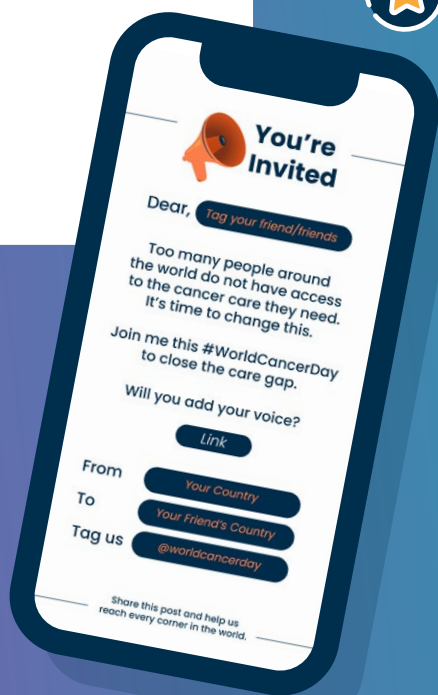 You're
Invited
Dear, Tag your friend/friends
Too many people around
the world do not have access
to the cancer care they need.
It's time to change this.
Join me this #WorldCancerDay
to close the care gap.
Will you add your voice?
Link
From Your Country
To Your Friend's Country
Tag us @worldcancerday
Share this post and help us
reach every corner in the world.